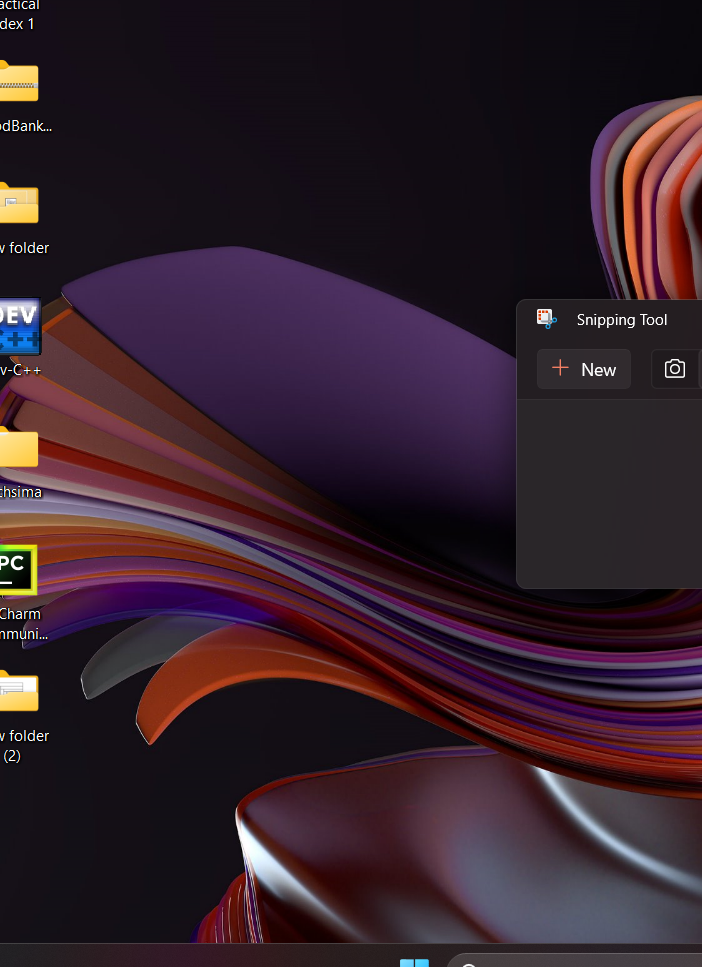 actical
dex 1
odBank...
w folder
DEV
C++
v-C++
chsima
PC
Charm
mmuni...
w folder
(2)
Snipping Tool
New